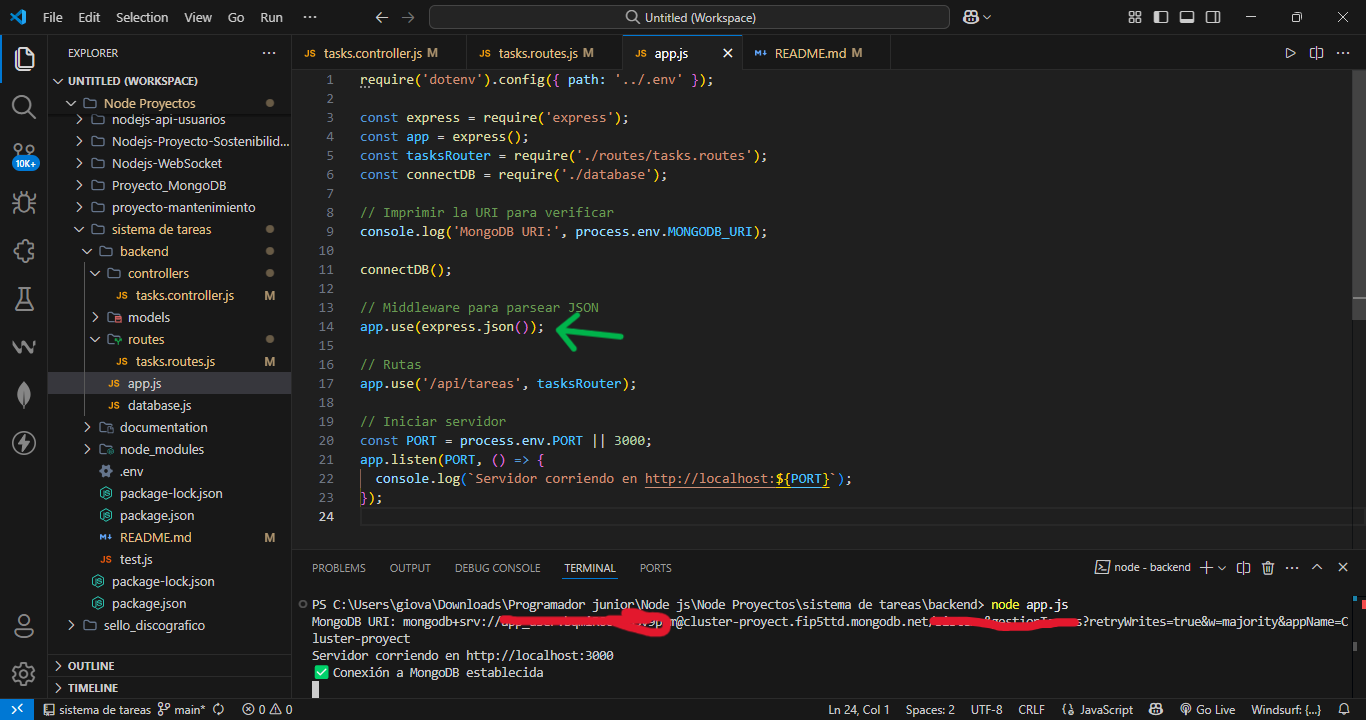 File Edit Selection View Go Run ··· Untitled (Workspace)
EXPLORER ···
UNTITLED (WORKSPACE)
Node Proyectos
nodejs-api-usuarios
Nodejs-Proyecto-Sostenibilid...
Nodejs-WebSocket
Proyecto_MongoDB
proyecto-mantenimiento
sistema de tareas
backend
controllers
JS tasks.controller.js M
models
routes
JS tasks.routes.js M
JS app.js
JS database.js
documentation
node_modules
.env
package-lock.json
package.json
README.md M
JS test.js
package-lock.json
package.json
sello_discografico
OUTLINE
TIMELINE
10K+
JS tasks.controller.js M JS tasks.routes.js M JS app.js README.md M
1 require('dotenv').config({ path: '../.env' });
2
3 const express = require('express');
4 const app = express();
5 const tasksRouter = require('./routes/tasks.routes');
6 const connectDB = require('./database');
7
8 // Imprimir la URI para verificar
9 console.log('MongoDB URI:', process.env.MONGODB_URI);
10
11 connectDB();
12
13 // Middleware para parsear JSON
14 app.use(express.json());
15
16 // Rutas
17 app.use('/api/tareas', tasksRouter);
18
19 // Iniciar servidor
20 const PORT = process.env.PORT || 3000;
21 app.listen(PORT, () => {
22 console.log(`Servidor corriendo en http://localhost:${PORT}`);
23 });
24
PROBLEMS OUTPUT DEBUG CONSOLE TERMINAL PORTS node - backend
PS C:\Users\giova\Downloads\Programador junior\Node js\Node Proyectos\sistema de tareas\backend> node app.js
MongoDB URI: mongodb+srv:// @cluster-proyect.fip5ttd.mongodb.net/ ?retryWrites=true&w=majority&appName=C
luster-proyect
Servidor corriendo en http://localhost:3000
✅ Conexión a MongoDB establecida
sistema de tareas main* 0 0 Ln 24, Col 1 Spaces: 2 UTF-8 CRLF {} JavaScript Go Live Windsurf: {...}